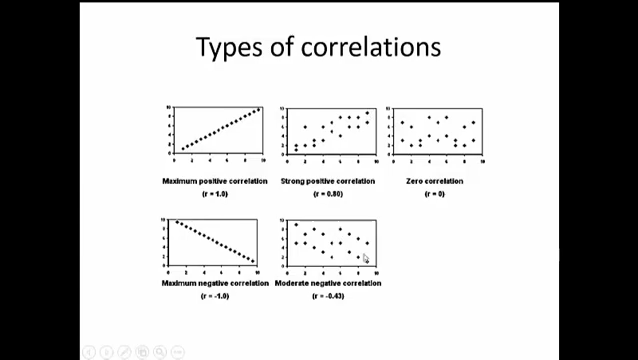 Types of correlations
Maximum positive correlation
(r = 1.0)
Strong positive correlation
(r = 0.80)
Zero correlation
(r = 0)
Maximum negative correlation
(r = -1.0)
Moderate negative correlation
(r = -0.43)